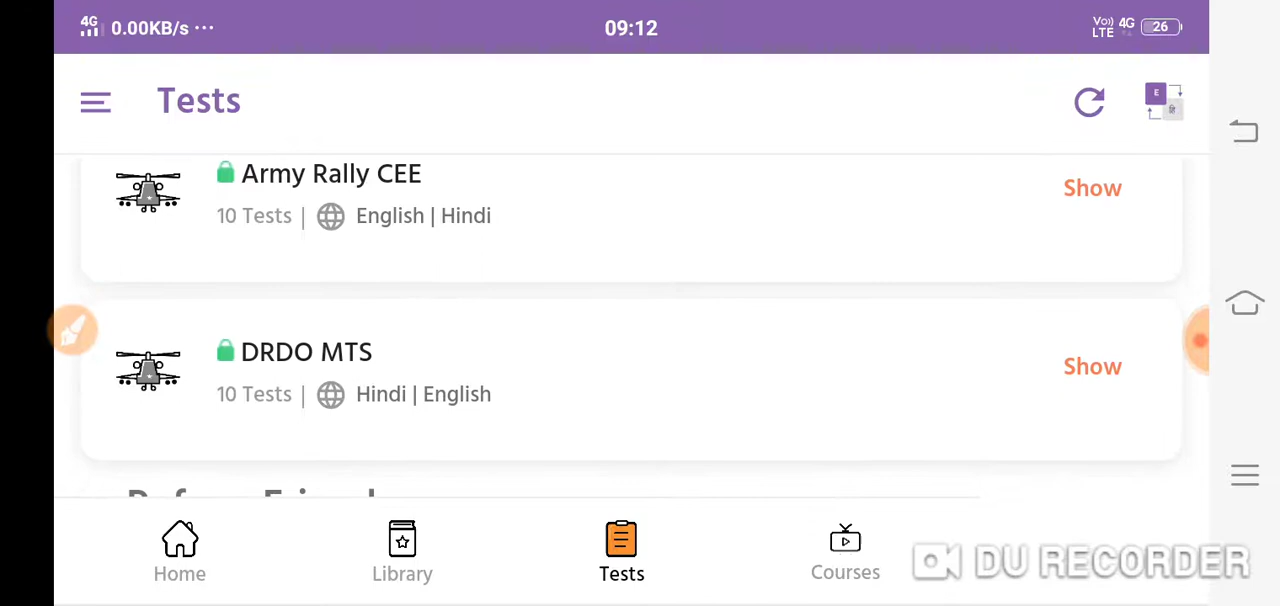 4G 0.00KB/s ... 09:12 Vo) LTE 4G 26
Tests
E
Army Rally CEE
Show
10 Tests | English | Hindi
DRDO MTS
Show
10 Tests | Hindi | English
Home
Library
Tests
Courses
DU RECORDER